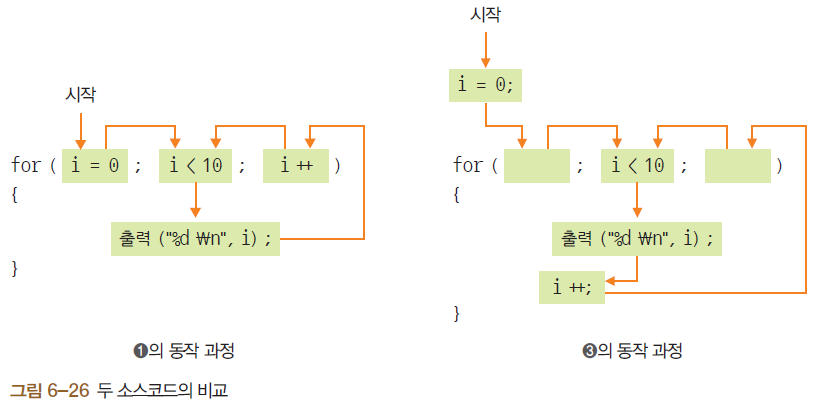 시작
for ( i = 0 ; i < 10 ; i ++ )
{
출력 ("%d ₩n", i) ;
}
❶의 동작 과정
시작
i = 0;
for ( ; i < 10 ; )
{
출력 ("%d ₩n", i) ;
i ++;
}
❸의 동작 과정
그림 6–26 두 소스코드의 비교